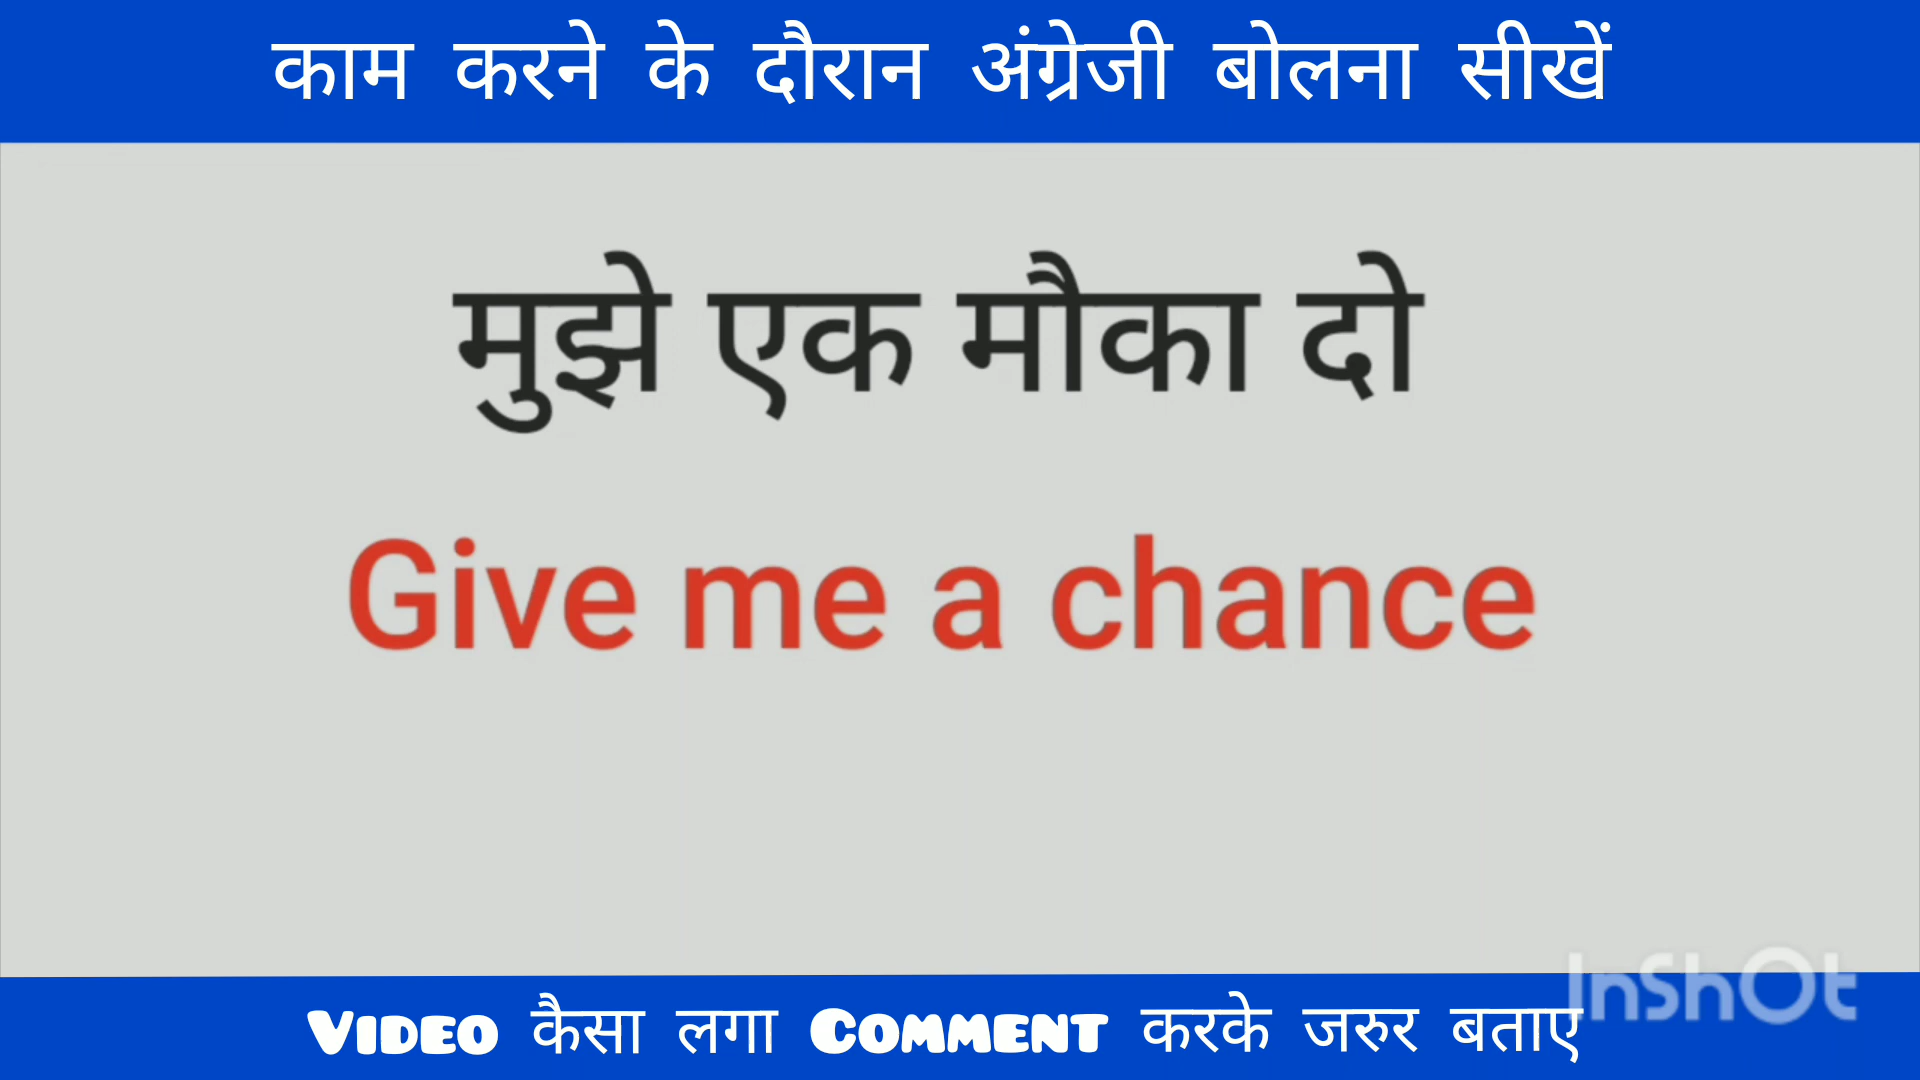 काम करने के दौरान अंग्रेजी बोलना सीखें
मुझे एक मौका दो
Give me a chance
InShOt
VIDEO कैसा लगा COMMENT करके जरुर बताए